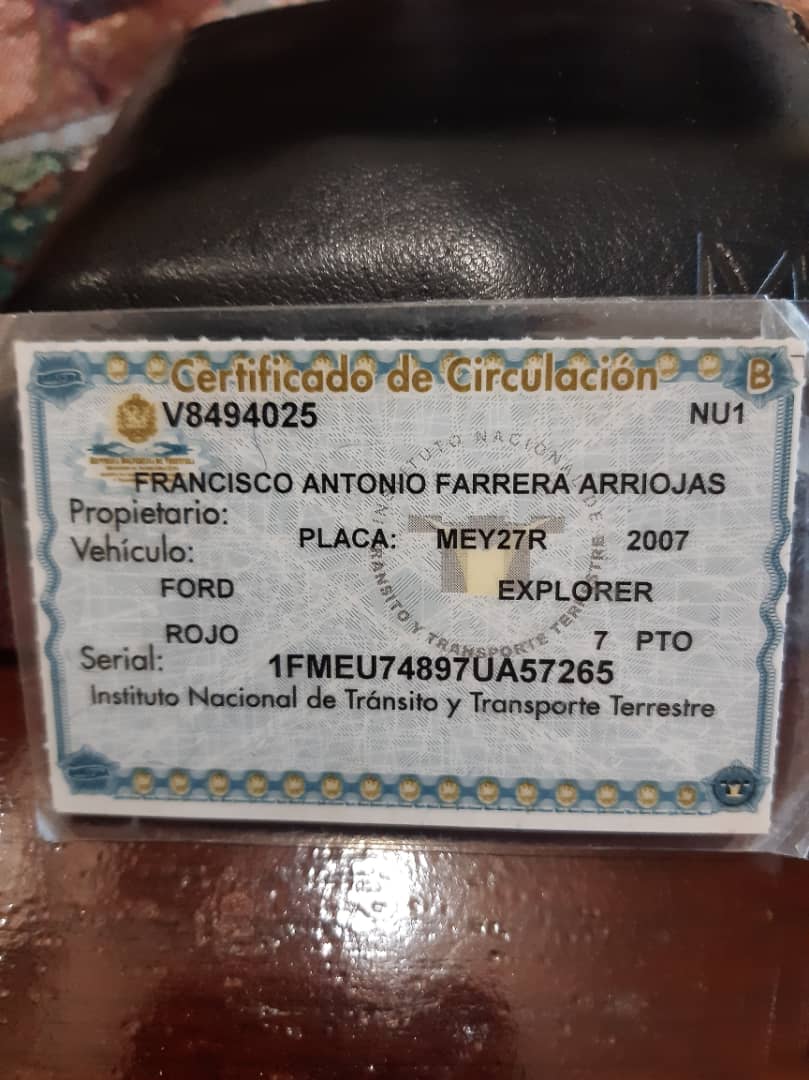 Certificado de Circulación B
V8494025 NU1
FRANCISCO ANTONIO FARRERA ARRIOJAS
Propietario:
Vehículo: PLACA: MEY27R 2007
FORD EXPLORER
ROJO 7 PTO
Serial: 1FMEU74897UA57265
Instituto Nacional de Tránsito y Transporte Terrestre
INSTITUTO NACIONAL DE TRANSITO Y TRANSPORTE TERRESTRE